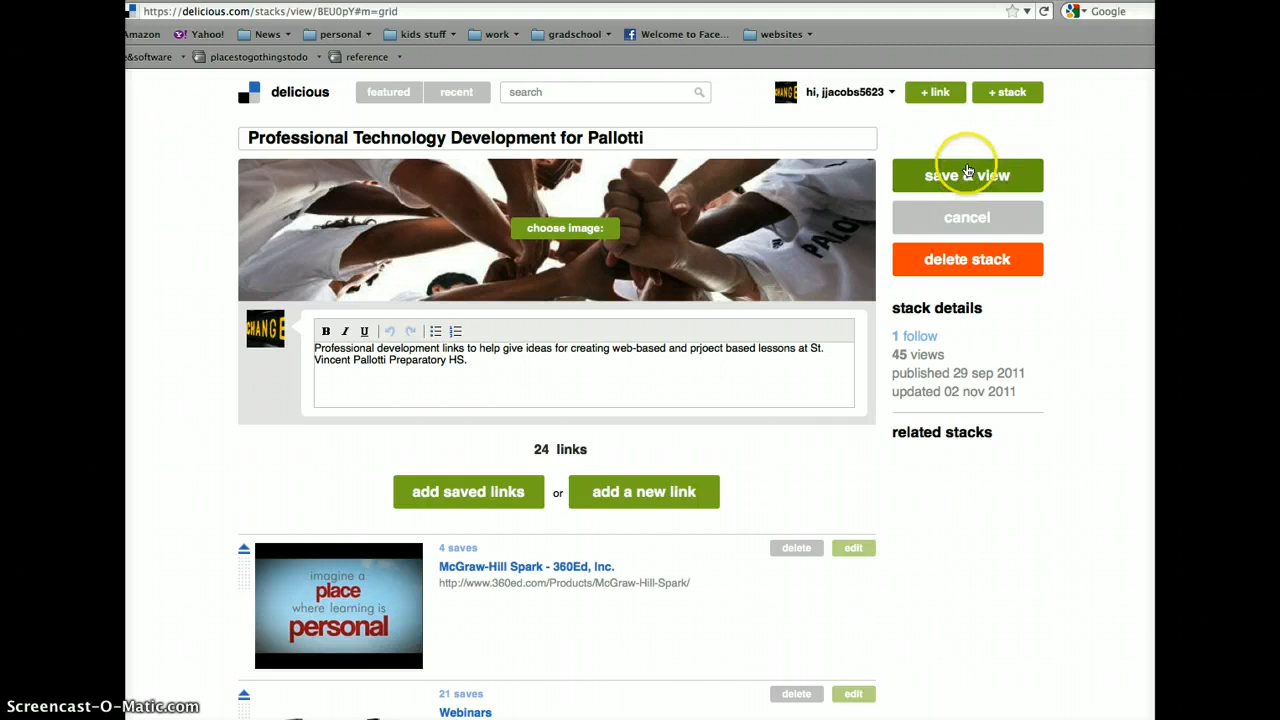 https://delicious.com/stacks/view/BEU0pY#m=grid
Google
Amazon
Yahoo!
News
personal
kids stuff
work
gradschool
Welcome to Face...
websites
e&software
placestogothingstodo
reference
delicious
featured
recent
search
hi, jjacobs5623
+ link
+ stack
Professional Technology Development for Pallotti
save & view
choose image:
PALLO
cancel
delete stack
CHANGE
B I U
Professional development links to help give ideas for creating web-based and prjoect based lessons at St.
Vincent Pallotti Preparatory HS.
stack details
1 follow
45 views
published 29 sep 2011
updated 02 nov 2011
related stacks
24 links
add saved links
or
add a new link
4 saves
delete
edit
McGraw-Hill Spark - 360Ed, Inc.
http://www.360ed.com/Products/McGraw-Hill-Spark/
imagine a
place
where learning is
personal
21 saves
delete
edit
Webinars
Screencast-O-Matic.com